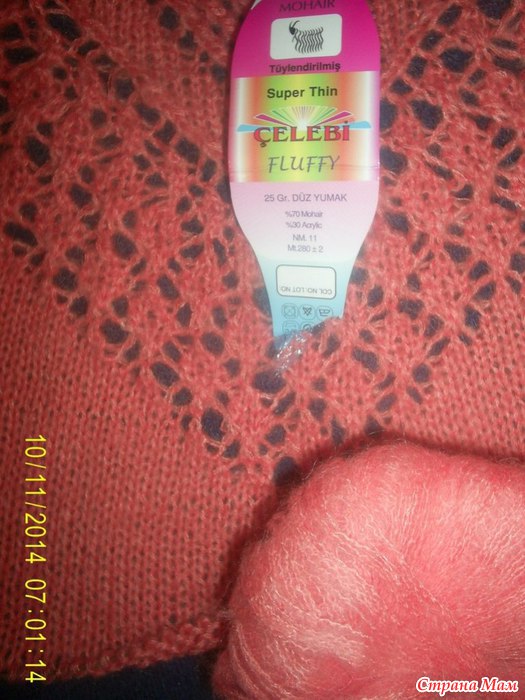 MOHAIR
Tüylendirilmiş
Super Thin
ÇELEBİ
FLUFFY
25 Gr. DÜZ YUMAK
%70 Mohair
%30 Acrylic
NM. 11
Mt.280 ± 2
COL. NO: LOT NO:
10/11/2014 07:01:14
Страна Мам